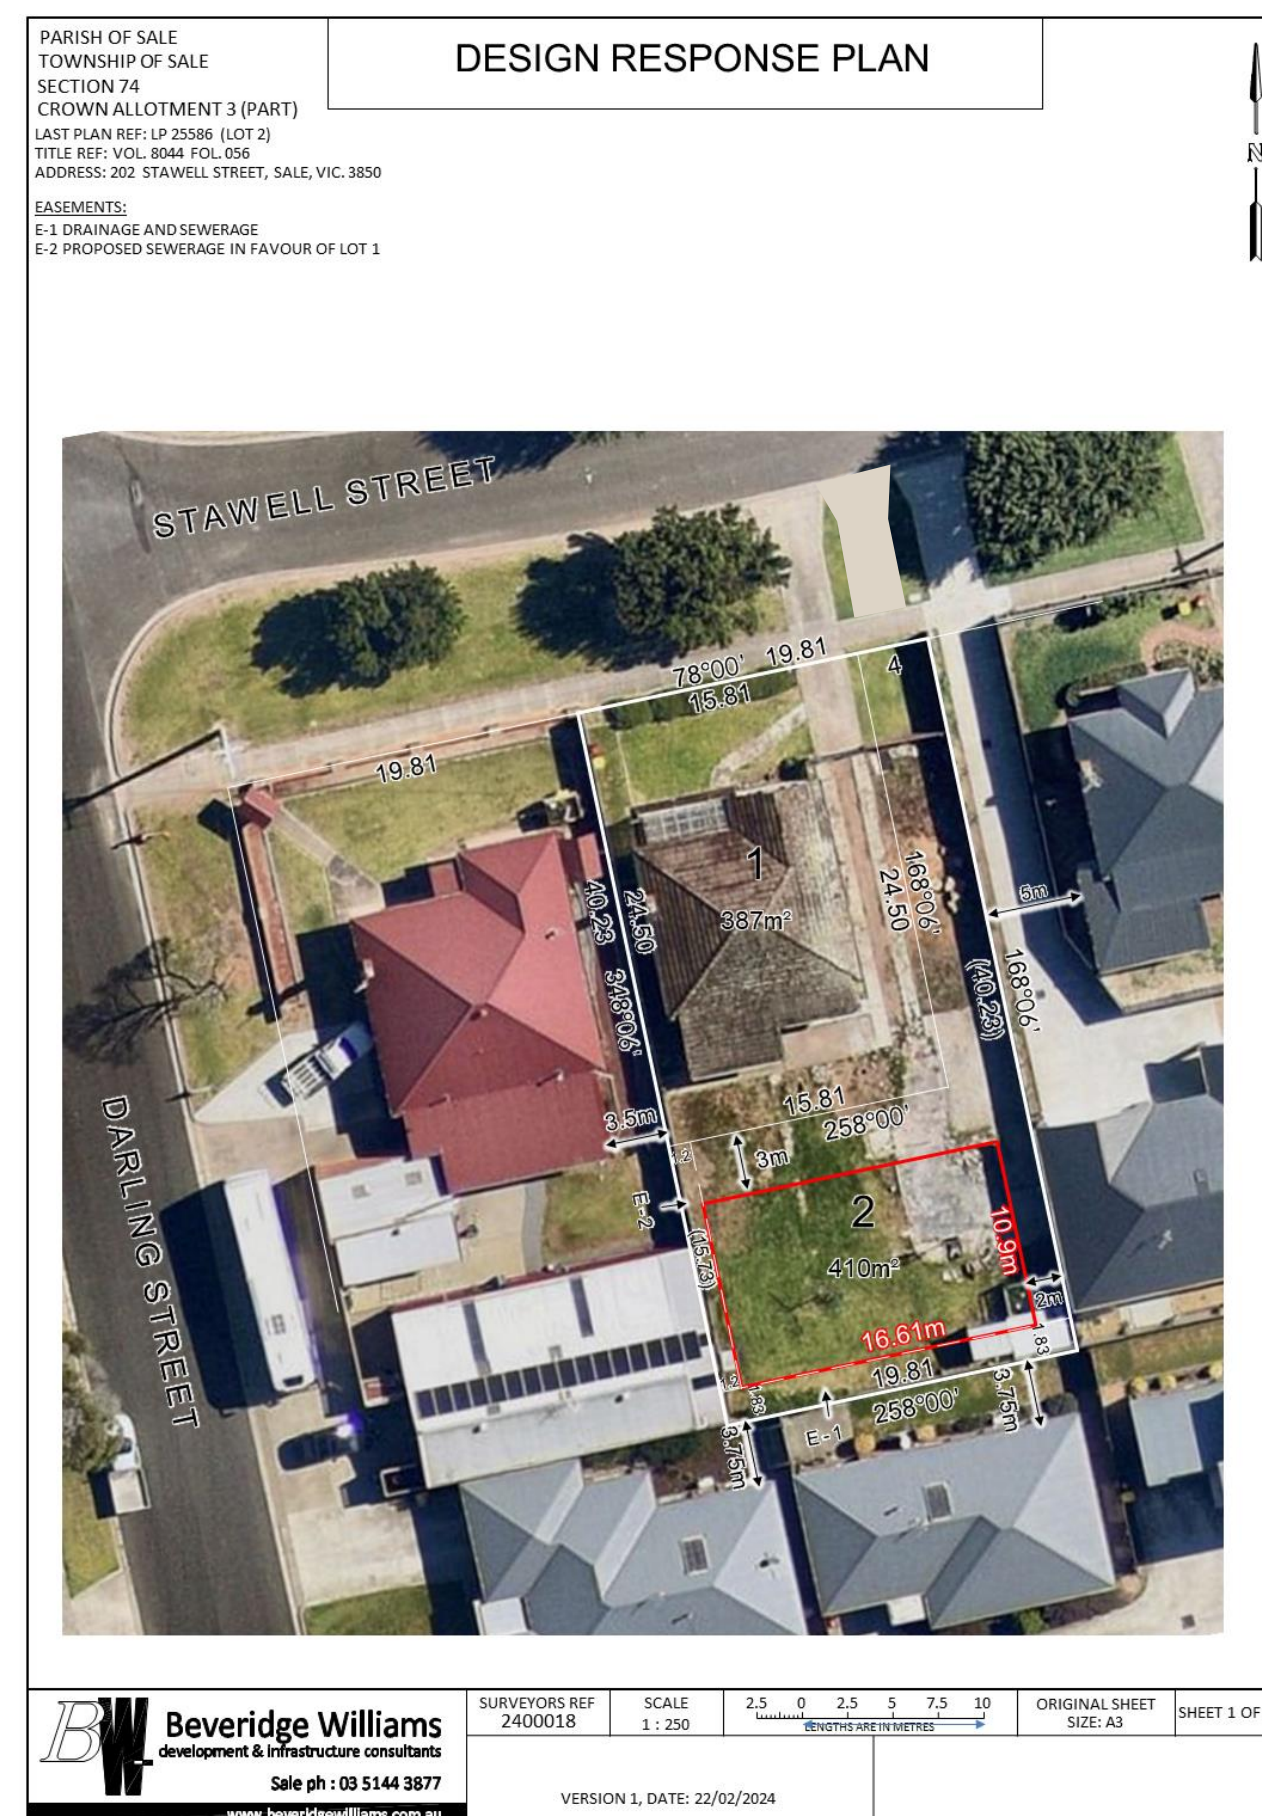 PARISH OF SALE
TOWNSHIP OF SALE
SECTION 74
CROWN ALLOTMENT 3 (PART)
LAST PLAN REF: LP 25586 (LOT 2)
TITLE REF: VOL. 8044 FOL. 056
ADDRESS: 202 STAWELL STREET, SALE, VIC. 3850
EASEMENTS:
E-1 DRAINAGE AND SEWERAGE
E-2 PROPOSED SEWERAGE IN FAVOUR OF LOT 1
DESIGN RESPONSE PLAN
N
STAWELL STREET
78°00' 19.81
15.81
4
19.81
1
387m²
40.23
24.50
348°06'
168°06'
24.50
5m
168°06'
(40.23)
15.81
258°00'
3.5m
1.2
3m
E-2
2
10.9m
(15.73)
410m²
2m
16.61m
1.83
1.2
1.83
19.81
258°00'
3.75m
E-1
3.75m
DARLING STREET
Beveridge Williams
development & infrastructure consultants
Sale ph : 03 5144 3877
www.beveridgewilliams.com.au
SURVEYORS REF
2400018
SCALE
1 : 250
2.5 0 2.5 5 7.5 10
LENGTHS ARE IN METRES
ORIGINAL SHEET
SIZE: A3
SHEET 1 OF
VERSION 1, DATE: 22/02/2024